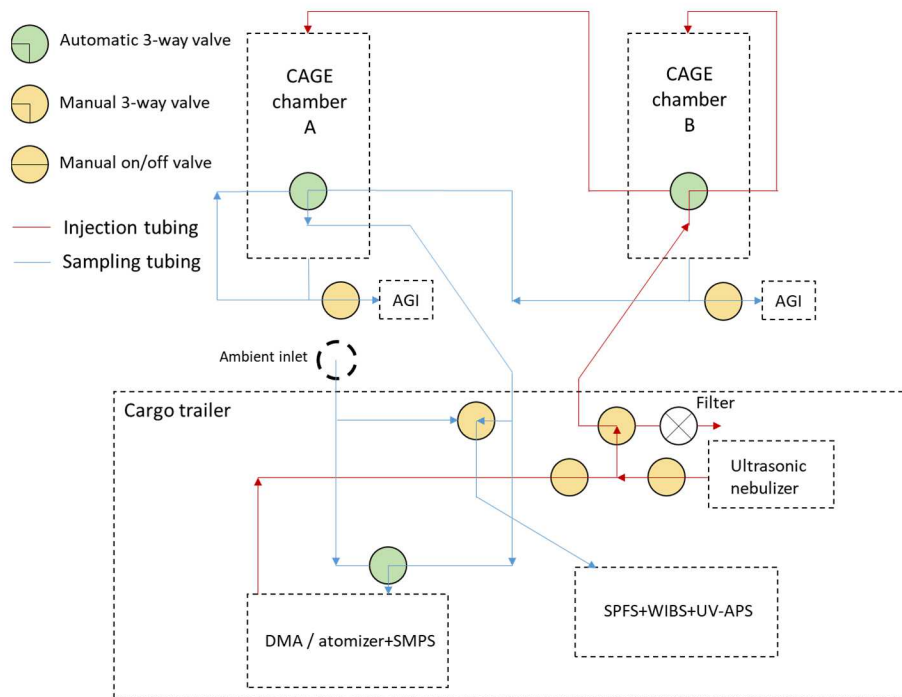 Automatic 3-way valve
Manual 3-way valve
Manual on/off valve
Injection tubing
Sampling tubing
CAGE
chamber
A
CAGE
chamber
B
AGI
AGI
Ambient inlet
Cargo trailer
Filter
Ultrasonic
nebulizer
DMA / atomizer+SMPS
SPFS+WIBS+UV-APS